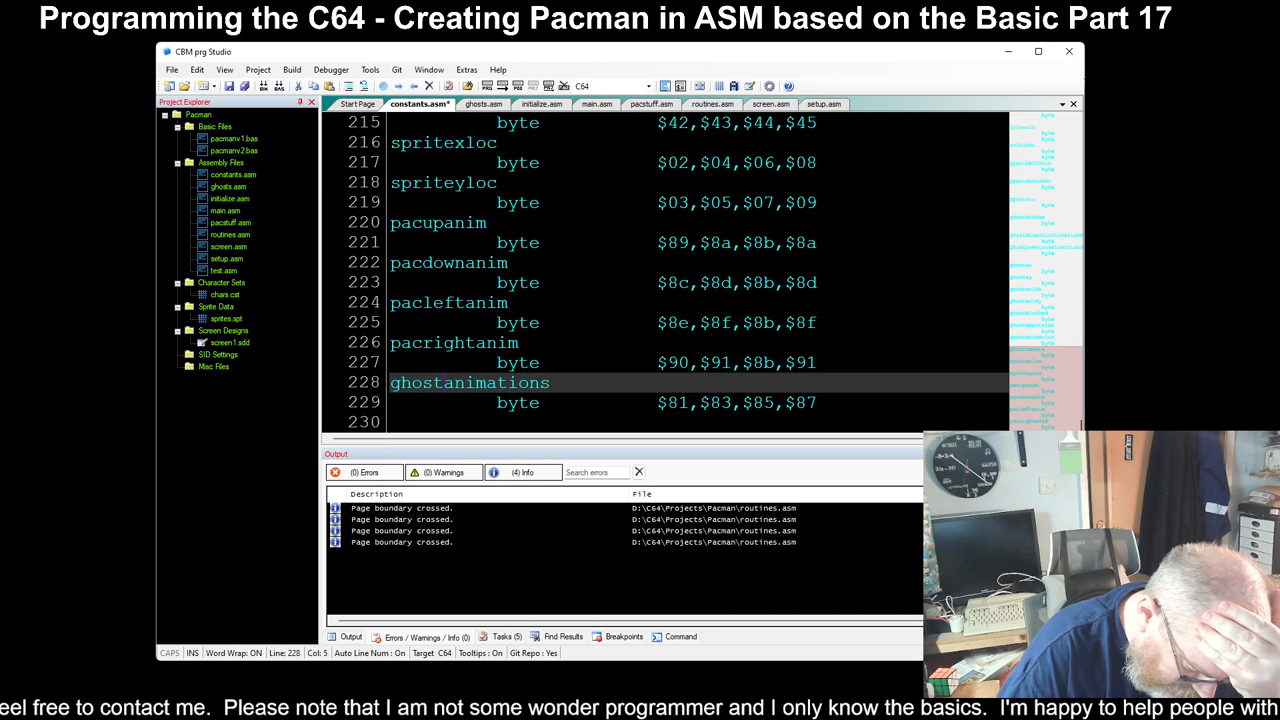 Programming the C64 - Creating Pacman in ASM based on the Basic Part 17
CBM prg Studio
File Edit View Project Build Debugger Tools Git Window Extras Help
C64
Project Explorer
Start Page constants.asm* ghosts.asm initialize.asm main.asm pacstuff.asm routines.asm screen.asm setup.asm
Pacman
Basic Files
pacmanv1.bas
pacmanv2.bas
Assembly Files
constants.asm
ghosts.asm
initialize.asm
main.asm
pacstuff.asm
routines.asm
screen.asm
setup.asm
test.asm
Character Sets
chars.cst
Sprite Data
sprites.spt
Screen Designs
screen1.sdd
SID Settings
Misc Files
215 byte $42,$43,$44,$45
216 spritexloc
217 byte $02,$04,$06,$08
218 spriteyloc
219 byte $03,$05,$07,$09
220 pacupanim
221 byte $89,$8a,$8b,$8a
222 pacdownanim
223 byte $8c,$8d,$8b,$8d
224 pacleftanim
225 byte $8e,$8f,$8b,$8f
226 pacrightanim
227 byte $90,$91,$8b,$91
228 ghostanimations
229 byte $81,$83,$85,$87
230
Output
(0) Errors (0) Warnings (4) Info Search errors
Description File
Page boundary crossed. D:\C64\Projects\Pacman\routines.asm
Page boundary crossed. D:\C64\Projects\Pacman\routines.asm
Page boundary crossed. D:\C64\Projects\Pacman\routines.asm
Page boundary crossed. D:\C64\Projects\Pacman\routines.asm
Output Errors / Warnings / Info (0) Tasks (5) Find Results Breakpoints Command
CAPS INS Word Wrap: ON Line: 228 Col: 5 Auto Line Num : On Target C64 Tooltips : On Git Repo : Yes
eel free to contact me. Please note that I am not some wonder programmer and I only know the basics. I'm happy to help people with